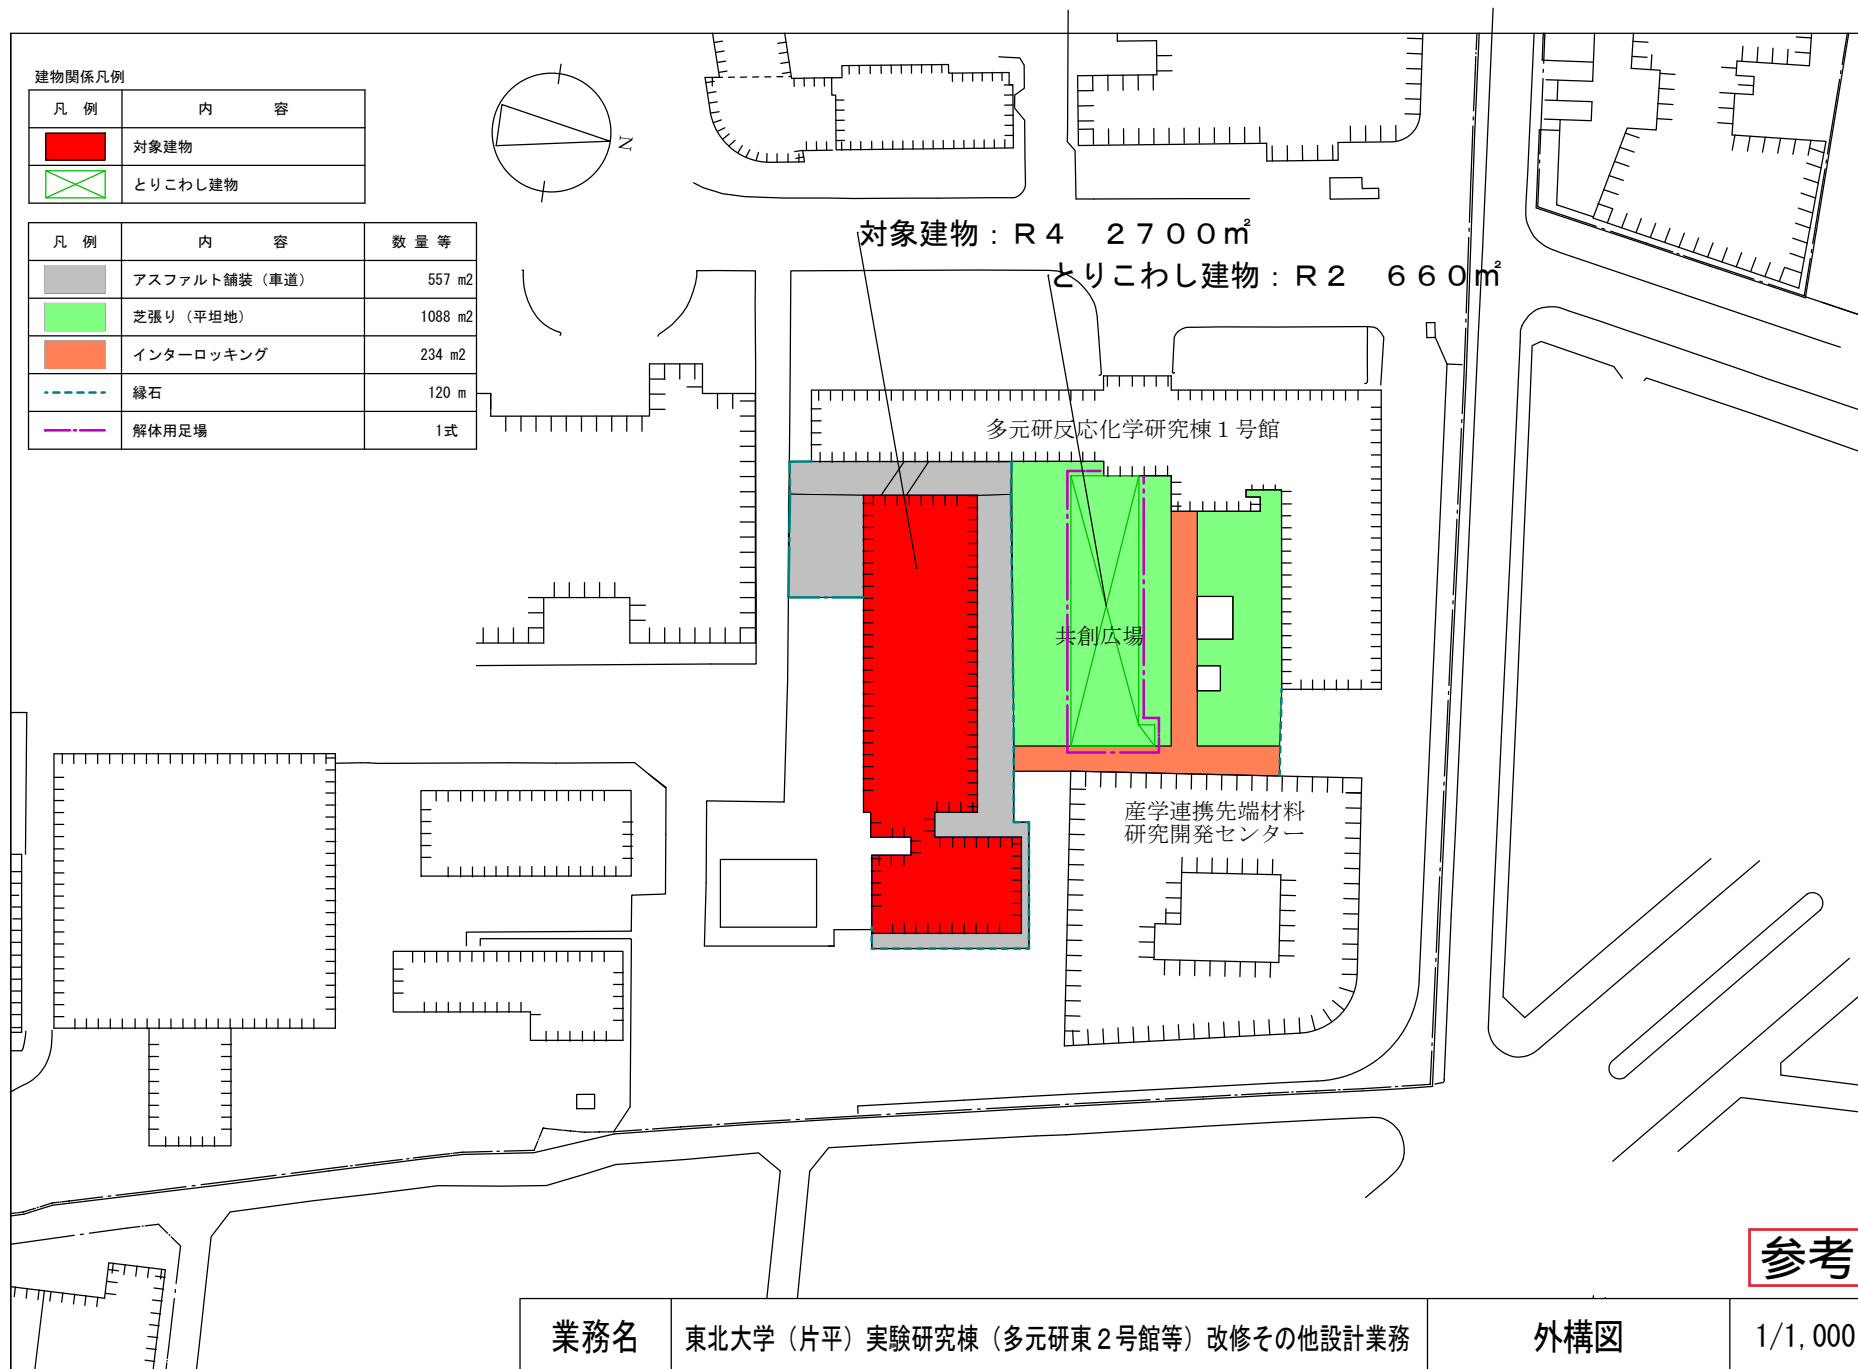 建物関係凡例
凡 例 内 容
対象建物
とりこわし建物
凡 例 内 容 数 量 等
アスファルト舗装（車道） 557 m2
芝張り（平坦地） 1088 m2
インターロッキング 234 m2
縁石 120 m
解体用足場 1式
N
対象建物：Ｒ４　２７００㎡
とりこわし建物：Ｒ２　６６０㎡
多元研反応化学研究棟１号館
共創広場
産学連携先端材料
研究開発センター
参考
業務名 東北大学（片平）実験研究棟（多元研東２号館等）改修その他設計業務 外構図 1/1,000